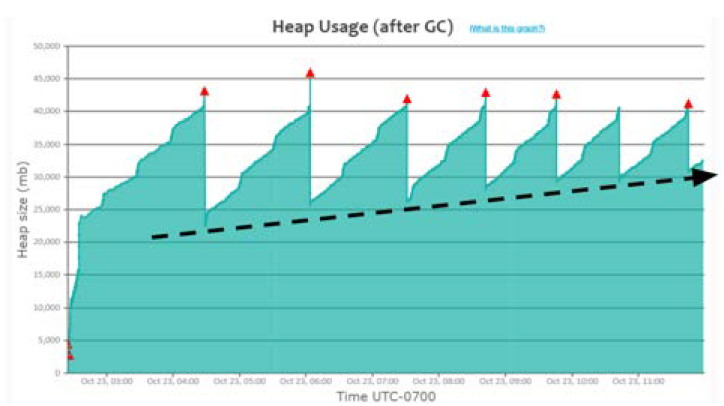 Heap Usage (after GC) (What is this graph?)
50,000
45,000
40,000
35,000
30,000
25,000
20,000
15,000
10,000
5,000
0
Heap size (mb)
Oct 23, 03:00 Oct 23, 04:00 Oct 23, 05:00 Oct 23, 06:00 Oct 23, 07:00 Oct 23, 08:00 Oct 23, 09:00 Oct 23, 10:00 Oct 23, 11:00
Time UTC-0700